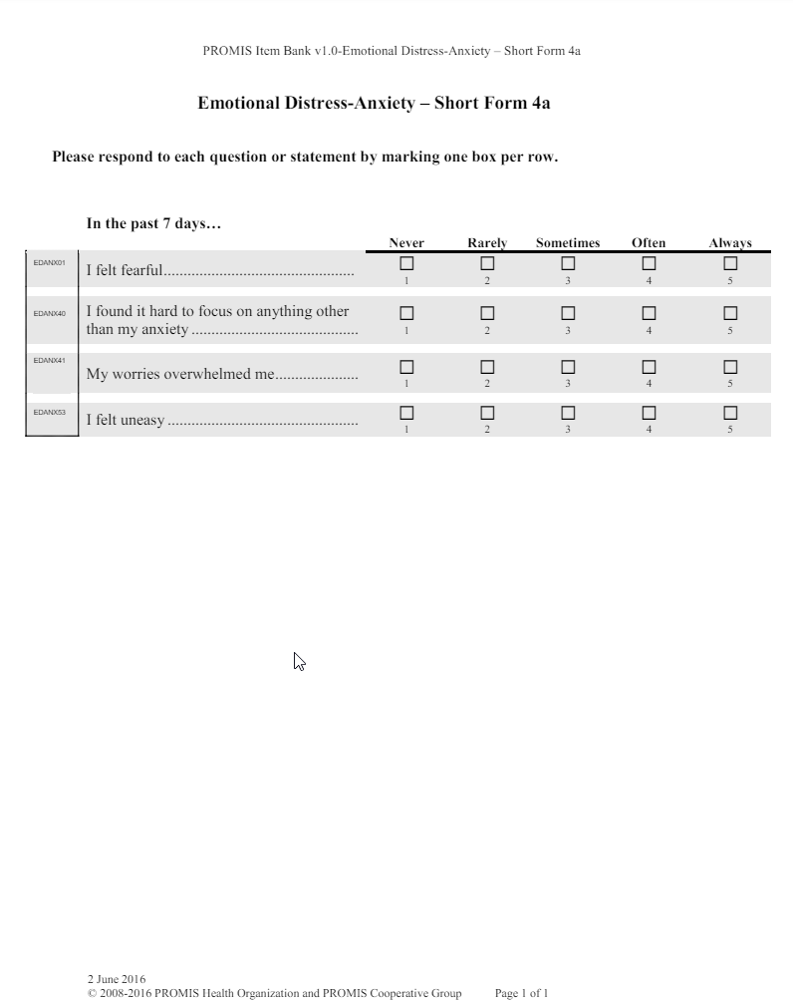 PROMIS Item Bank v1.0-Emotional Distress-Anxiety – Short Form 4a
Emotional Distress-Anxiety – Short Form 4a
Please respond to each question or statement by marking one box per row.
In the past 7 days…
Never Rarely Sometimes Often Always
EDANX01 I felt fearful................................................
1 2 3 4 5
EDANX40 I found it hard to focus on anything other
than my anxiety ..........................................
1 2 3 4 5
EDANX41 My worries overwhelmed me.....................
1 2 3 4 5
EDANX53 I felt uneasy ................................................
1 2 3 4 5
2 June 2016
© 2008-2016 PROMIS Health Organization and PROMIS Cooperative Group Page 1 of 1